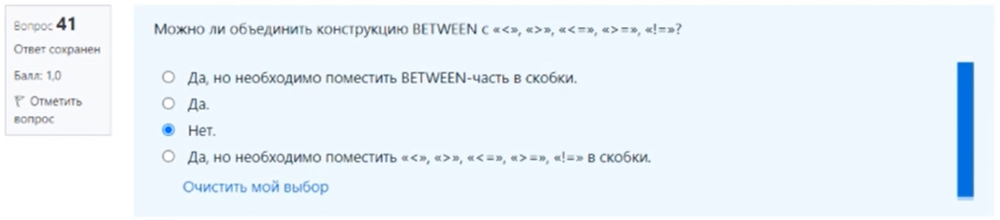 Вопрос 41
Ответ сохранен
Балл: 1,0
Отметить
вопрос
Можно ли объединить конструкцию BETWEEN с «<», «>», «<=», «>=», «!=»?
Да, но необходимо поместить BETWEEN-часть в скобки.
Да.
Нет.
Да, но необходимо поместить «<», «>», «<=», «>=», «!=» в скобки.
Очистить мой выбор